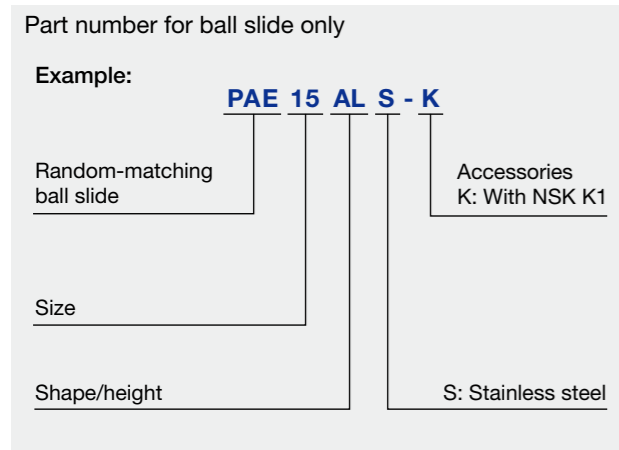 Part number for ball slide only
Example:
PAE 15 AL S - K
Random-matching
ball slide
Accessories
K: With NSK K1
Size
Shape/height
S: Stainless steel